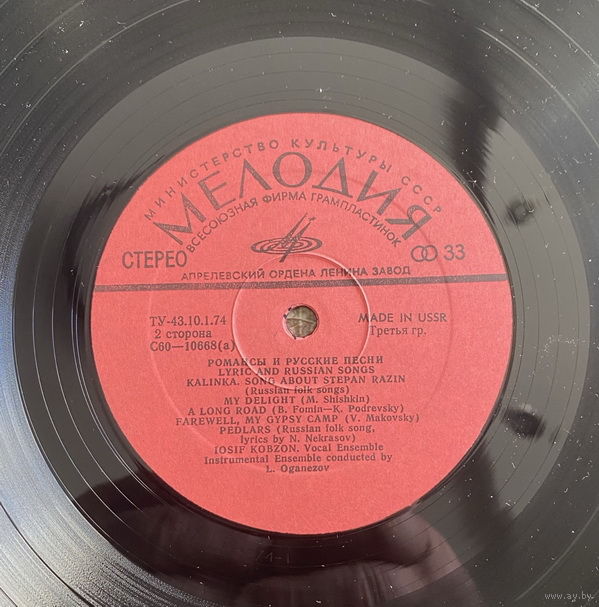 МИНИСТЕРСТВО КУЛЬТУРЫ СССР
МЕЛОДИЯ
ВСЕСОЮЗНАЯ ФИРМА ГРАМПЛАСТИНОК
СТЕРЕО
33
АПРЕЛЕВСКИЙ ОРДЕНА ЛЕНИНА ЗАВОД
ТУ-43.10.1.74
MADE IN USSR
2 сторона
Третья гр.
С60—10668(а)
РОМАНСЫ И РУССКИЕ ПЕСНИ
LYRIC AND RUSSIAN SONGS
KALINKA. SONG ABOUT STEPAN RAZIN
(Russian folk songs)
MY DELIGHT (M. Shishkin)
A LONG ROAD (B. Fomin—K. Podrevsky)
FAREWELL, MY GYPSY CAMP (V. Makovsky)
PEDLARS (Russian folk song,
lyrics by N. Nekrasov)
IOSIF KOBZON. Vocal Ensemble
Instrumental Ensemble conducted by
L. Oganezov
www.ay.by